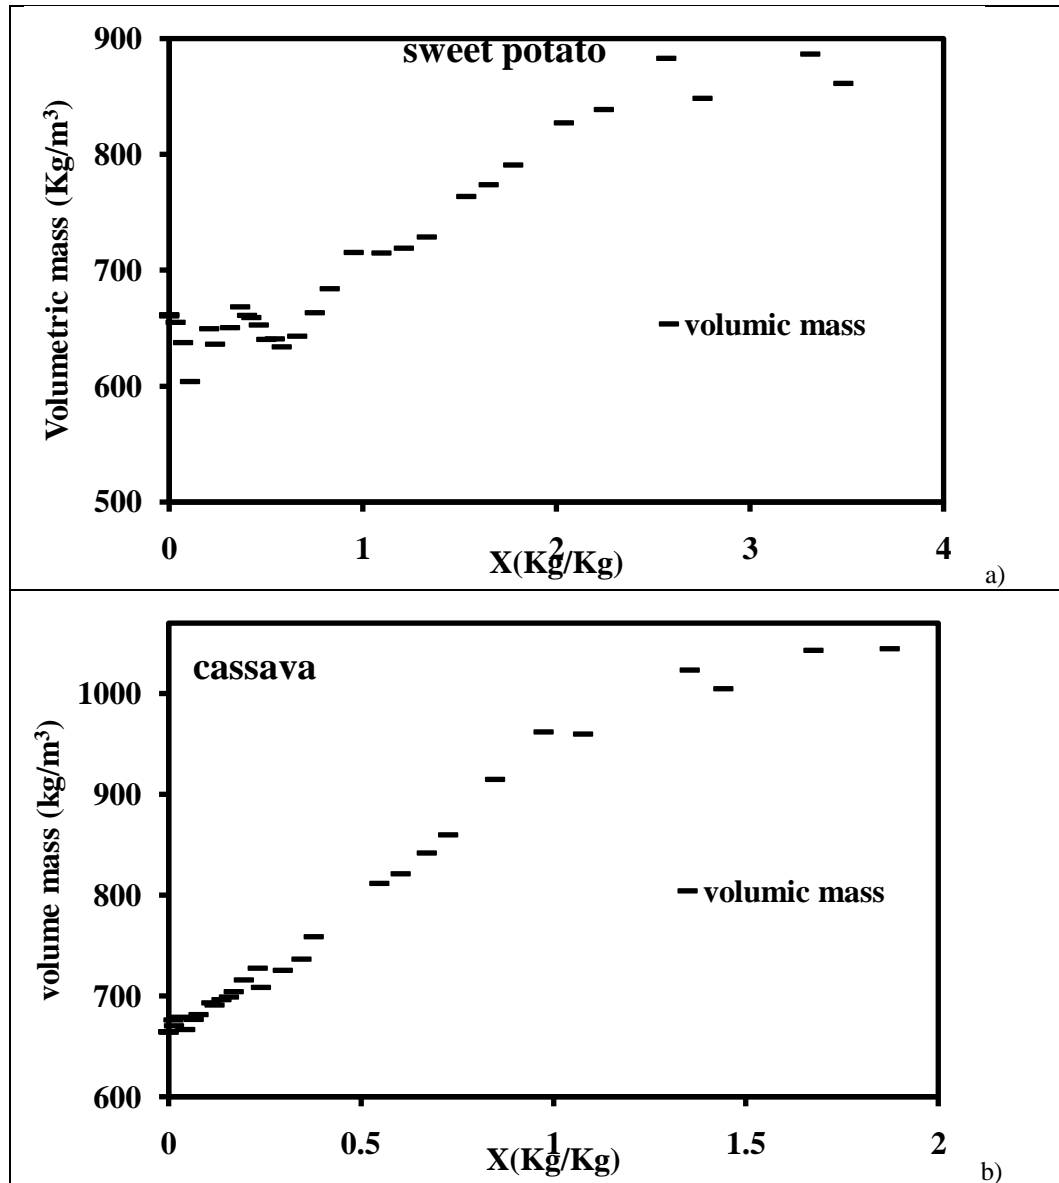 sweet potato
Volumetric mass (Kg/m³)
900
800
700
600
500
volumic mass
0 1 2 3 4
X(Kg/Kg)
a)
cassava
volume mass (kg/m³)
1000
900
800
700
600
volumic mass
0 0.5 1 1.5 2
X(Kg/Kg)
b)